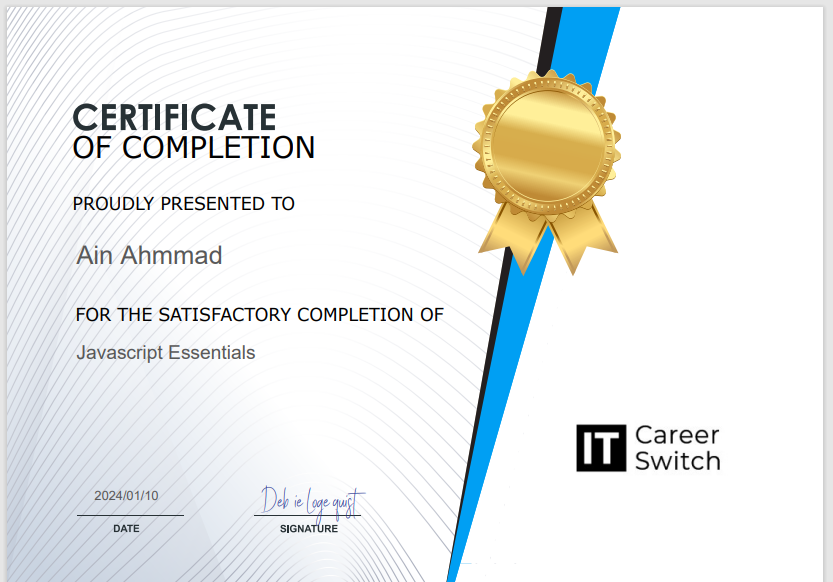 CERTIFICATE
OF COMPLETION
PROUDLY PRESENTED TO
Ain Ahmmad
FOR THE SATISFACTORY COMPLETION OF
Javascript Essentials
IT Career
Switch
2024/01/10
Deb ie Loge quist
DATE
SIGNATURE